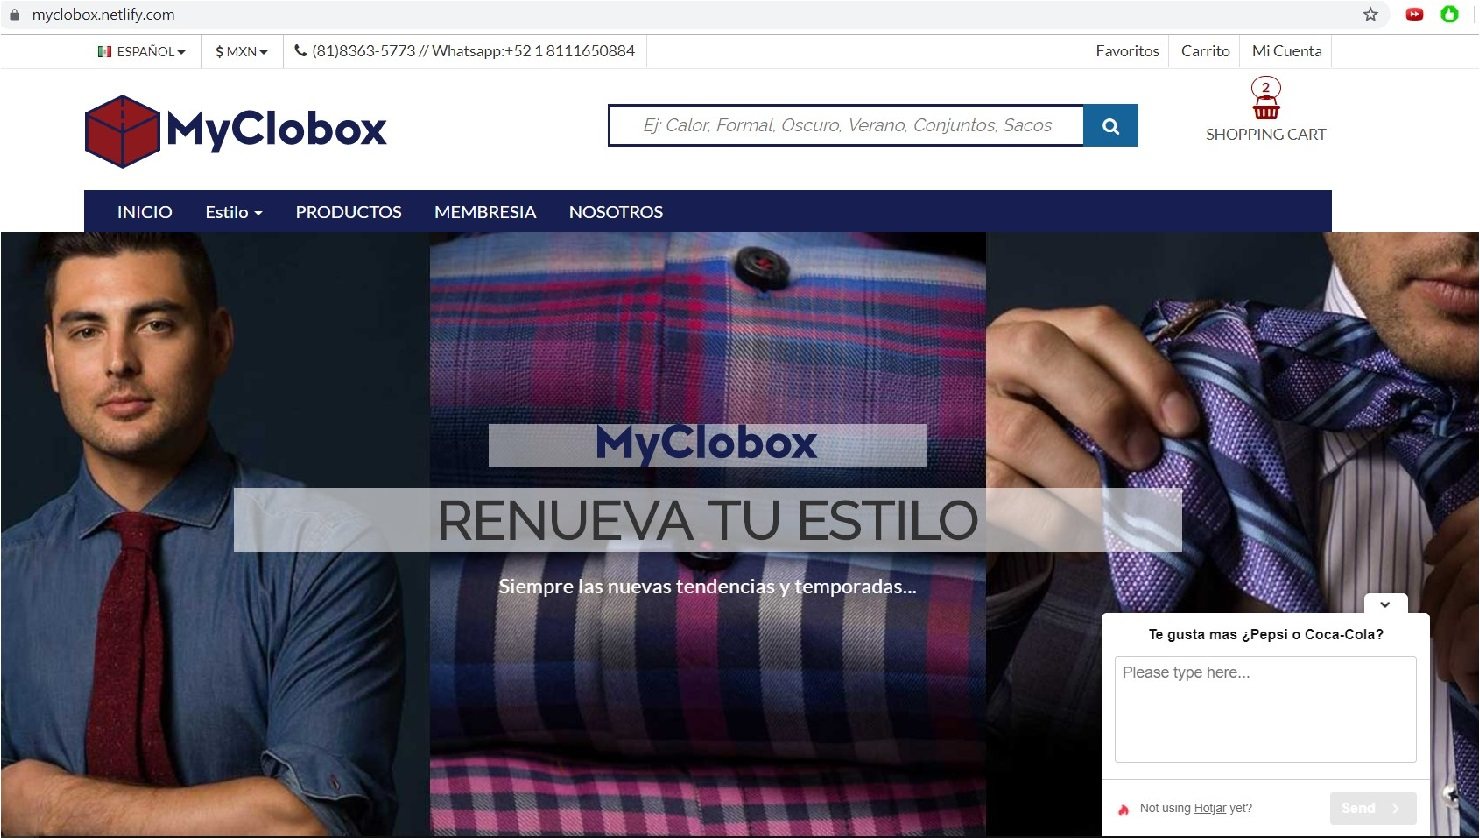 myclobox.netlify.com
ESPAÑOL $ MXN (81)8363-5773 // Whatsapp:+52 1 8111650884 Favoritos Carrito Mi Cuenta
MyClobox
Ej: Calor, Formal, Oscuro, Verano, Conjuntos, Sacos
2
SHOPPING CART
INICIO Estilo PRODUCTOS MEMBRESIA NOSOTROS
MyClobox
RENUEVA TU ESTILO
Siempre las nuevas tendencias y temporadas...
Te gusta mas ¿Pepsi o Coca-Cola?
Please type here...
Not using Hotjar yet? Send